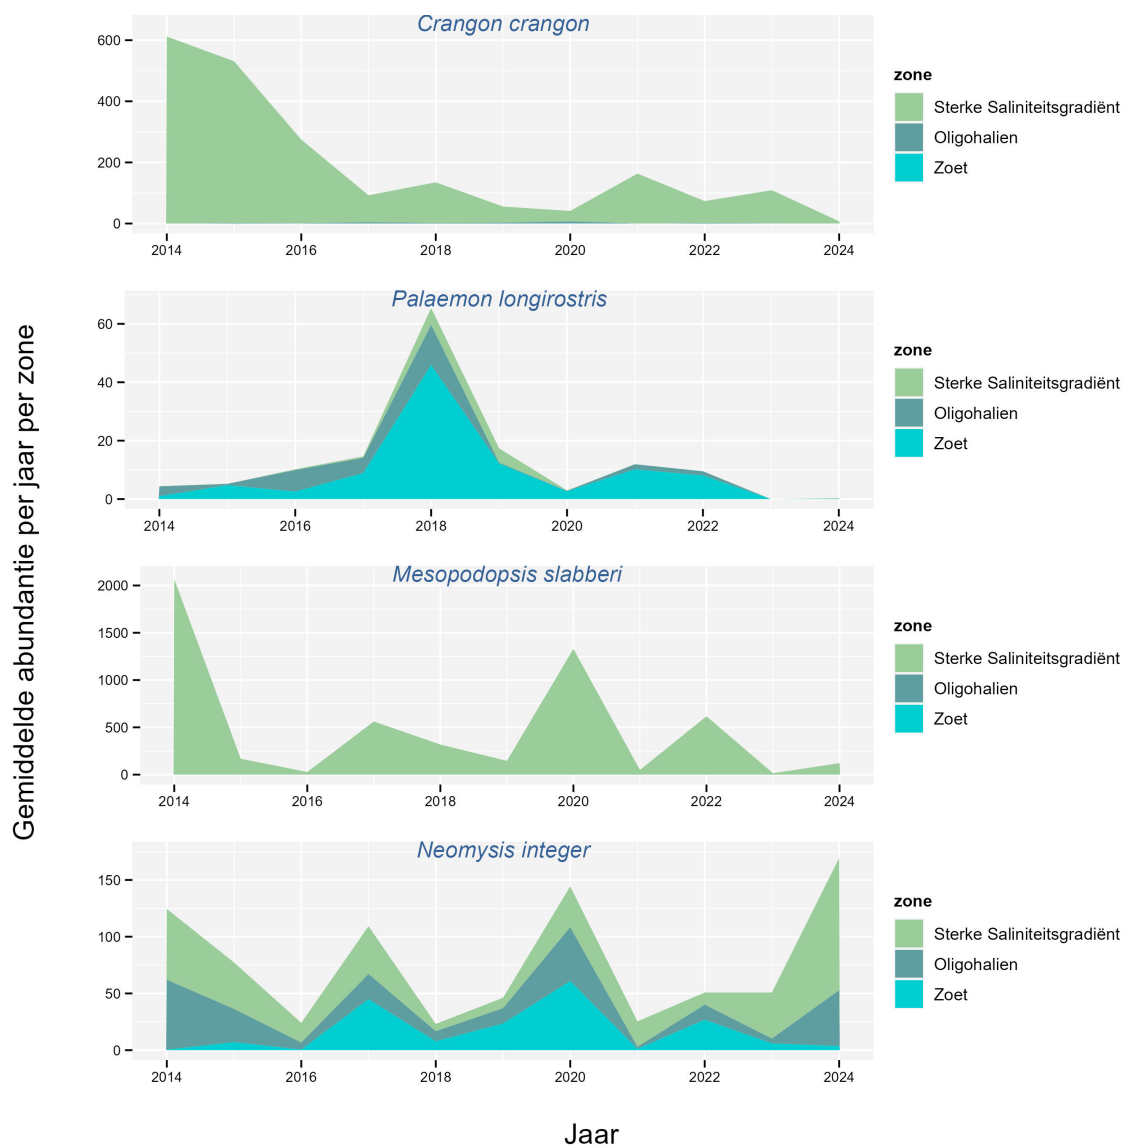 Gemiddelde abundantie per jaar per zone
Crangon crangon
600
400
200
0
2014 2016 2018 2020 2022 2024
zone
Sterke Saliniteitsgradiënt
Oligohalien
Zoet
Palaemon longirostris
60
40
20
0
2014 2016 2018 2020 2022 2024
zone
Sterke Saliniteitsgradiënt
Oligohalien
Zoet
Mesopodopsis slabberi
2000
1500
1000
500
0
2014 2016 2018 2020 2022 2024
zone
Sterke Saliniteitsgradiënt
Oligohalien
Zoet
Neomysis integer
150
100
50
0
2014 2016 2018 2020 2022 2024
zone
Sterke Saliniteitsgradiënt
Oligohalien
Zoet
Jaar